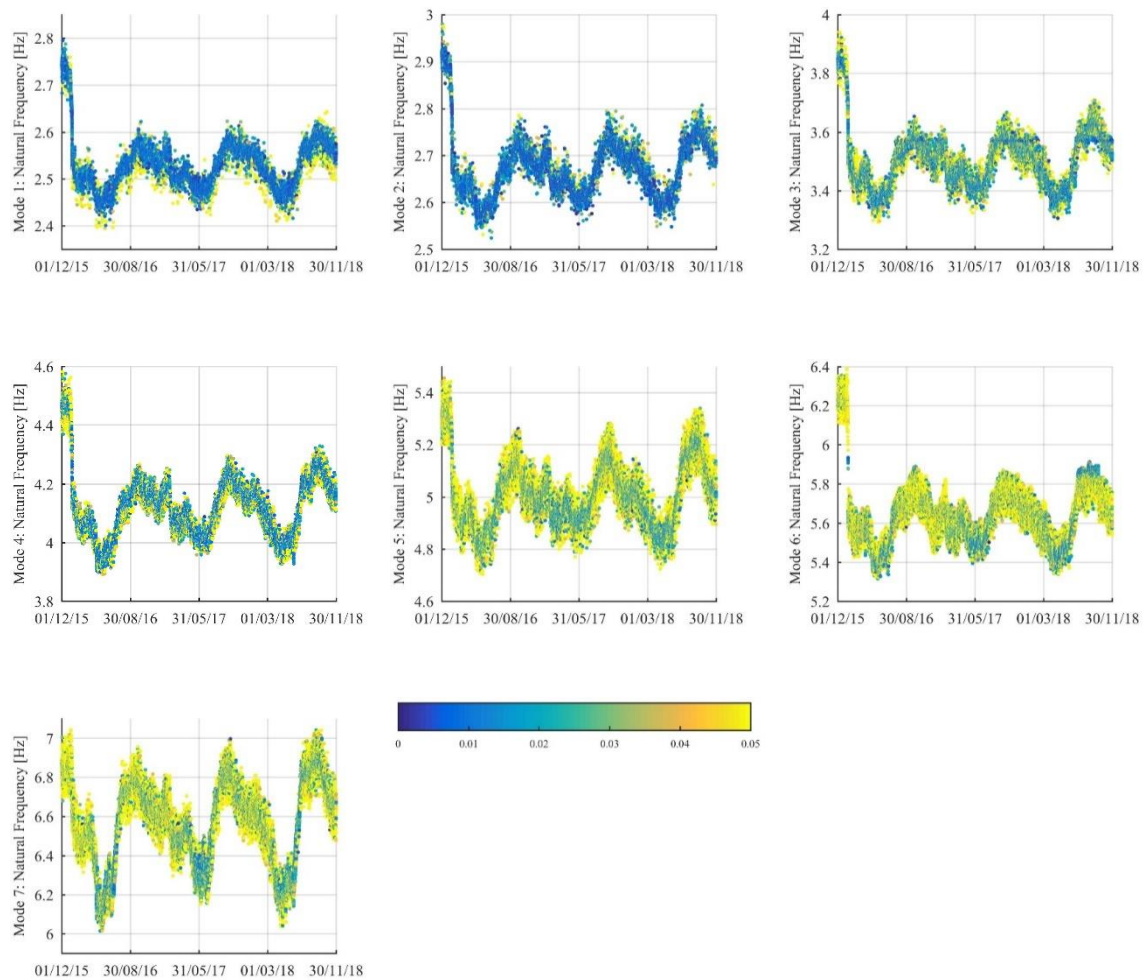 Mode 1: Natural Frequency [Hz]
2.8
2.7
2.6
2.5
2.4
01/12/15 30/08/16 31/05/17 01/03/18 30/11/18
Mode 2: Natural Frequency [Hz]
3
2.9
2.8
2.7
2.6
2.5
01/12/15 30/08/16 31/05/17 01/03/18 30/11/18
Mode 3: Natural Frequency [Hz]
4
3.8
3.6
3.4
3.2
01/12/15 30/08/16 31/05/17 01/03/18 30/11/18
Mode 4: Natural Frequency [Hz]
4.6
4.4
4.2
4
3.8
01/12/15 30/08/16 31/05/17 01/03/18 30/11/18
Mode 5: Natural Frequency [Hz]
5.4
5.2
5
4.8
4.6
01/12/15 30/08/16 31/05/17 01/03/18 30/11/18
Mode 6: Natural Frequency [Hz]
6.4
6.2
6
5.8
5.6
5.4
5.2
01/12/15 30/08/16 31/05/17 01/03/18 30/11/18
Mode 7: Natural Frequency [Hz]
7
6.8
6.6
6.4
6.2
6
01/12/15 30/08/16 31/05/17 01/03/18 30/11/18
0 0.01 0.02 0.03 0.04 0.05